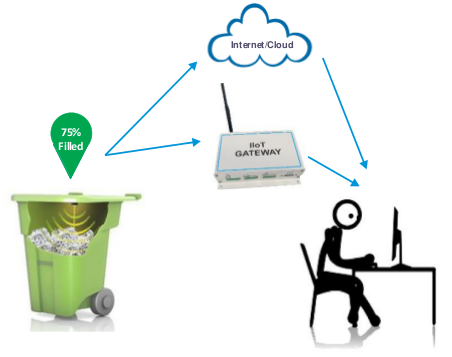 Internet/Cloud
75%
Filled
IIoT
GATEWAY